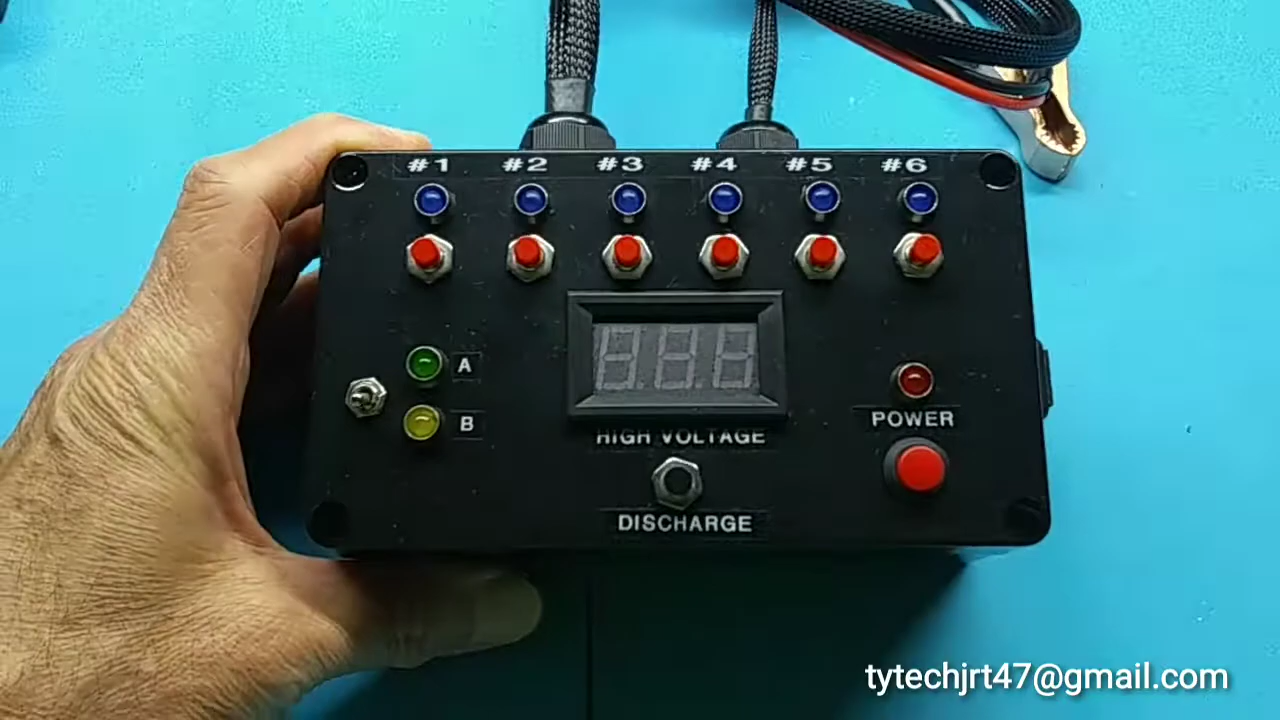 #1 #2 #3 #4 #5 #6
A
B
HIGH VOLTAGE
POWER
DISCHARGE
tytechjrt47@gmail.com